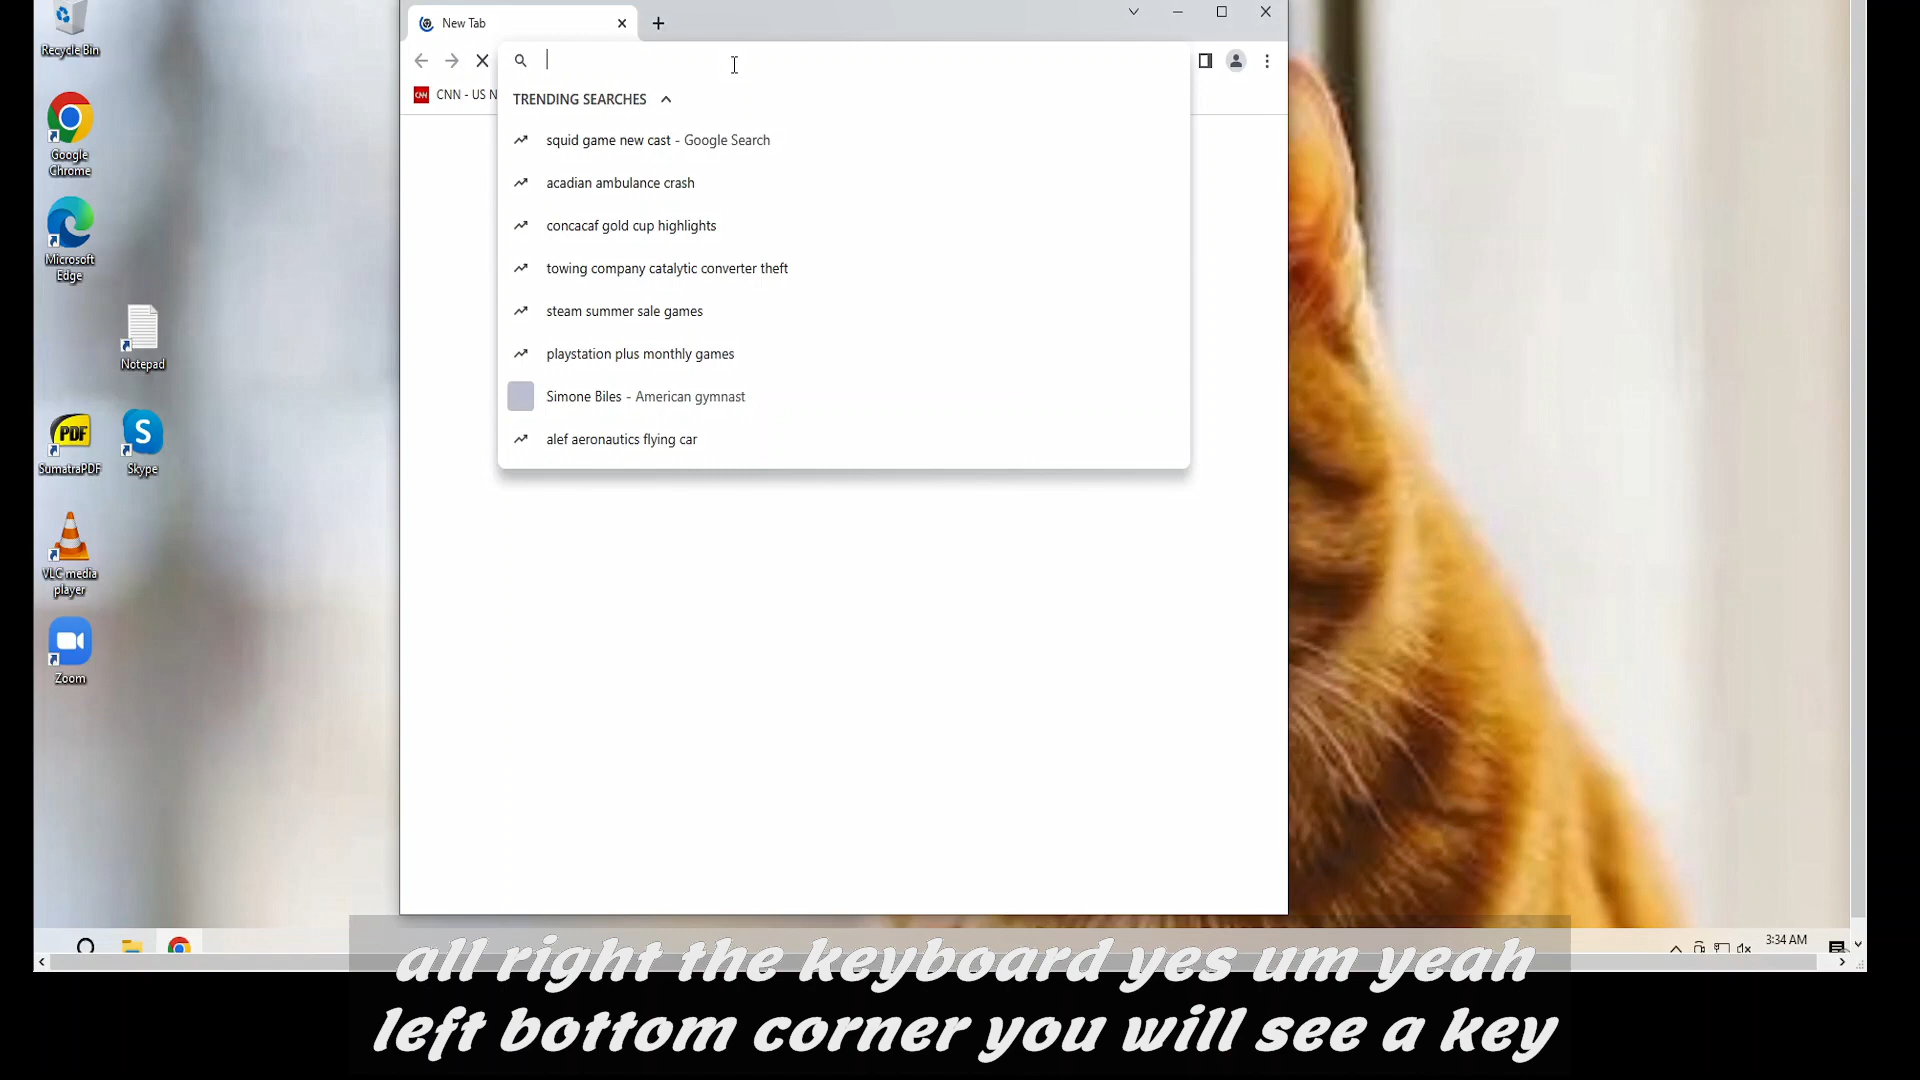 Recycle Bin
Google
Chrome
Microsoft
Edge
Notepad
PDF
SumatraPDF
S
Skype
VLC media
player
Zoom
New Tab
CNN
CNN - US N
TRENDING SEARCHES
squid game new cast - Google Search
acadian ambulance crash
concacaf gold cup highlights
towing company catalytic converter theft
steam summer sale games
playstation plus monthly games
Simone Biles - American gymnast
alef aeronautics flying car
3:34 AM
all right the keyboard yes um yeah
left bottom corner you will see a key